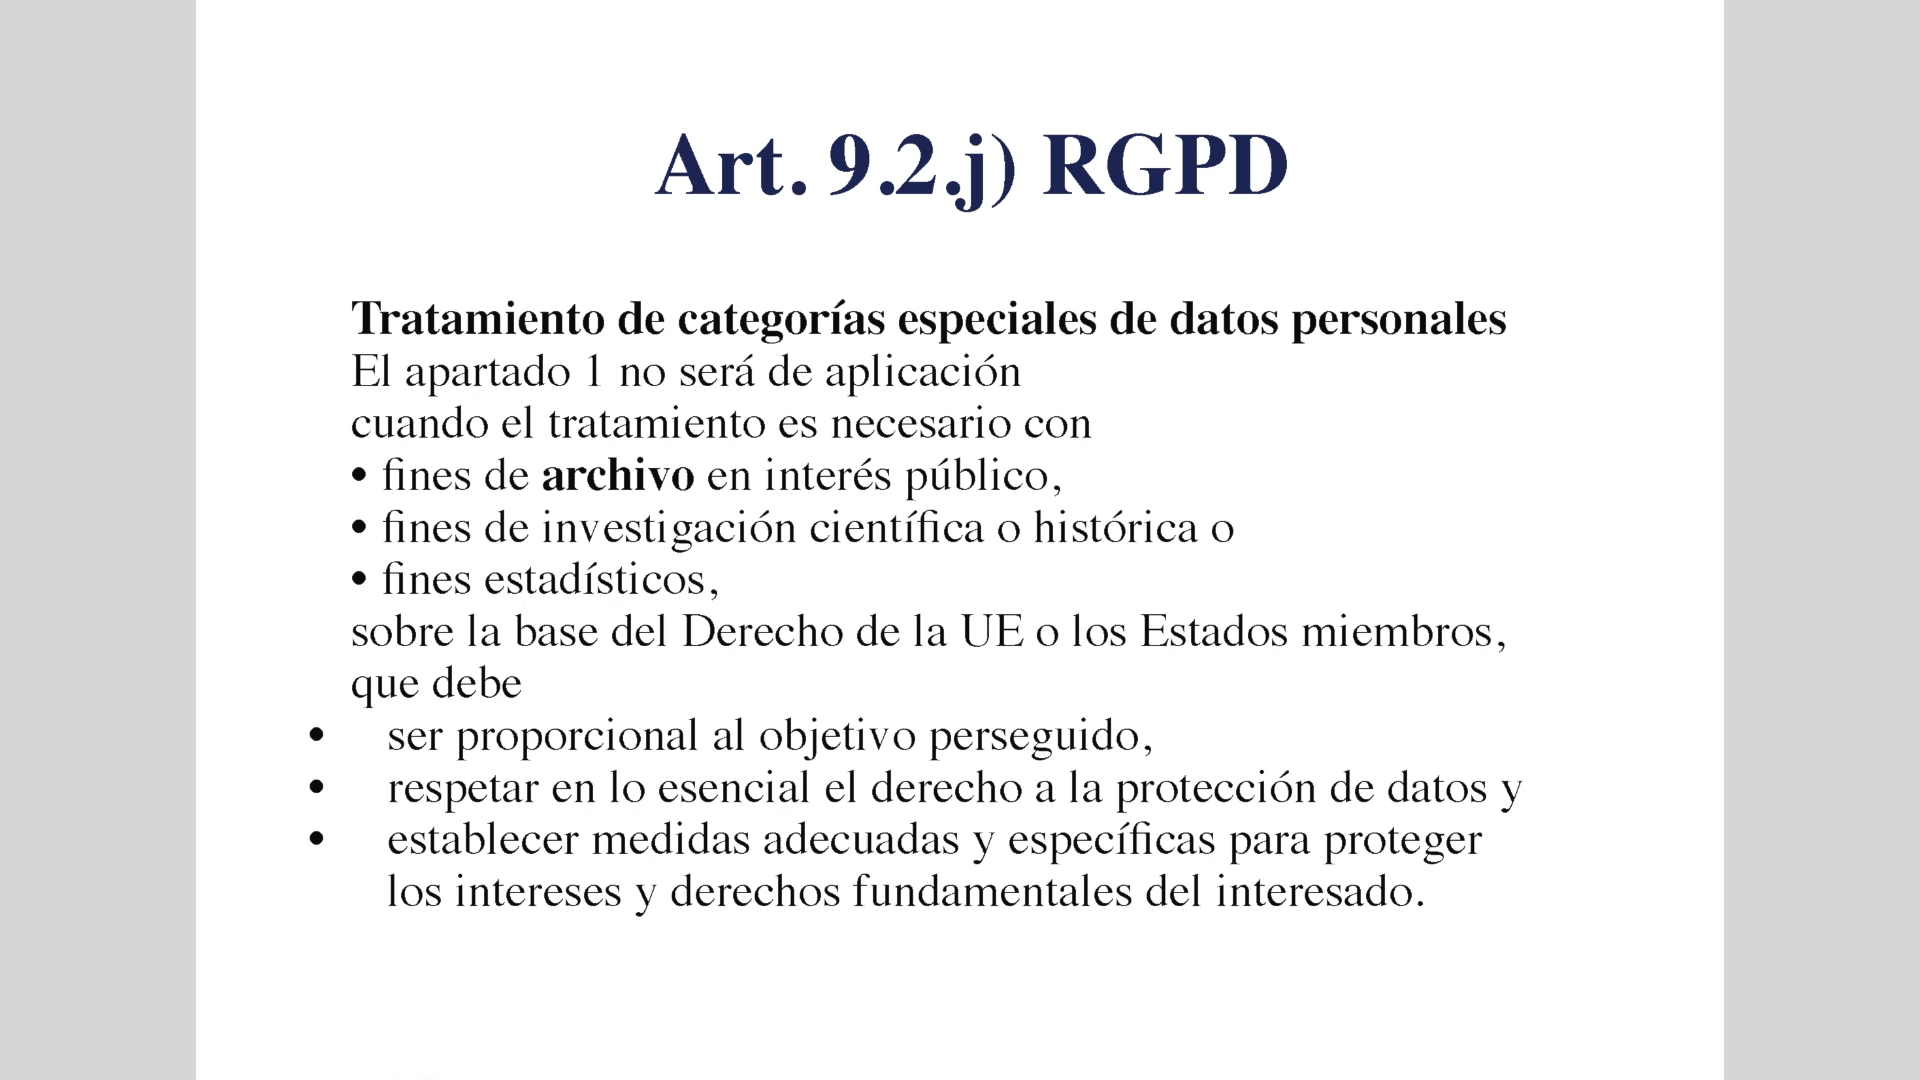 Art. 9.2.j) RGPD
Tratamiento de categorías especiales de datos personales
El apartado 1 no será de aplicación
cuando el tratamiento es necesario con
• fines de archivo en interés público,
• fines de investigación científica o histórica o
• fines estadísticos,
sobre la base del Derecho de la UE o los Estados miembros,
que debe
• ser proporcional al objetivo perseguido,
• respetar en lo esencial el derecho a la protección de datos y
• establecer medidas adecuadas y específicas para proteger
los intereses y derechos fundamentales del interesado.